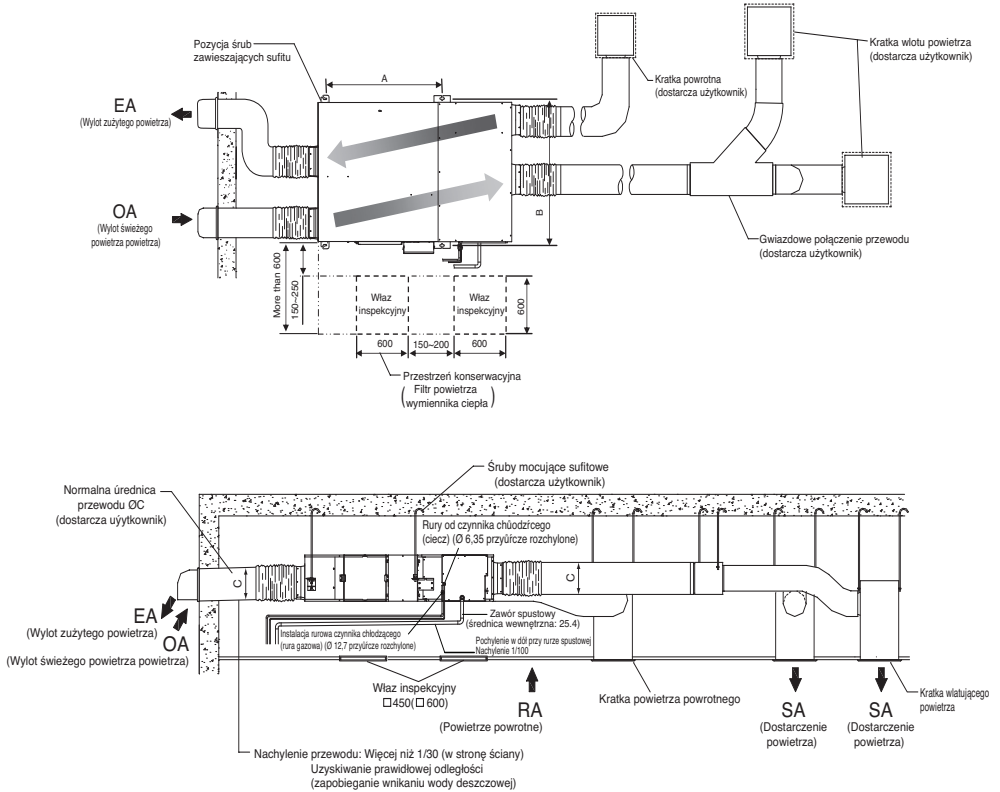 Pozycja śrub
zawieszających sufitu
A
Kratka powrotna
(dostarcza użytkownik)
Kratka wlotu powietrza
(dostarcza użytkownik)
EA
(Wylot zużytego powietrza)
OA
(Wylot świeżego
powietrza powietrza)
B
Gwiazdowe połączenie przewodu
(dostarcza użytkownik)
More than 600
150~250
Właz
inspekcyjny
Właz
inspekcyjny
600
600
150~200
600
Przestrzeń konserwacyjna
( Filtr powietrza
wymiennika ciepła )
Normalna úrednica
przewodu ØC
(dostarcza uýytkownik)
Śruby mocujące sufitowe
(dostarcza użytkownik)
Rury od czynnika chůodzŕcego
(ciecz) (Ø 6,35 przyůŕcze rozchylone)
C
C
EA
(Wylot zużytego powietrza)
OA
(Wylot świeżego powietrza powietrza)
Instalacja rurowa czynnika chłodzącego
(rura gazowa) (Ø 12,7 przyůŕcze rozchylone)
Zawór spustowy
(średnica wewnętrzna: 25.4)
Pochylenie w dół przy rurze spustowej
Nachylenie 1/100
Właz inspekcyjny
□450(□600)
RA
(Powietrze powrotne)
Kratka powietrza powrotnego
SA
(Dostarczenie
powietrza)
SA
(Dostarczenie
powietrza)
Kratka wlatującego
powietrza
Nachylenie przewodu: Więcej niż 1/30 (w stronę ściany)
Uzyskiwanie prawidłowej odległości
(zapobieganie wnikaniu wody deszczowej)